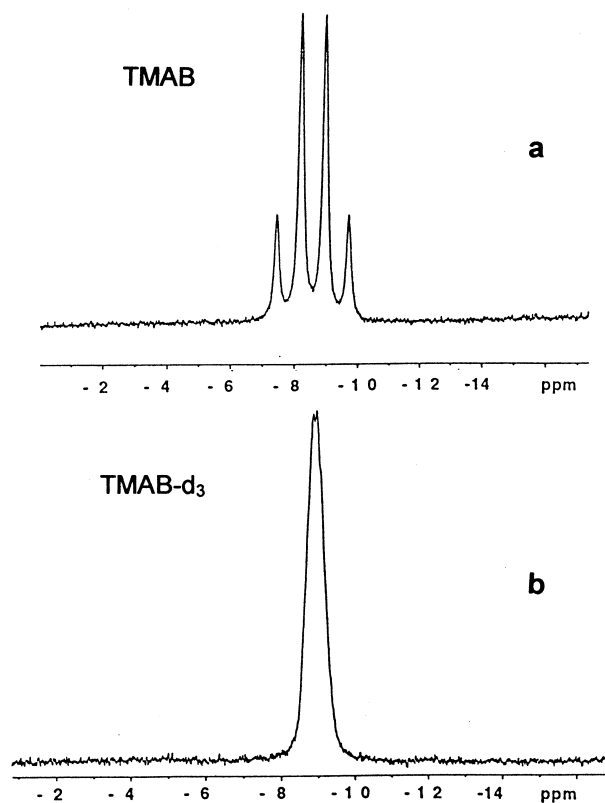 TMAB
a
- 2 - 4 - 6 - 8 - 1 0 - 1 2 -14 ppm
TMAB-d₃
b
- 2 - 4 - 6 - 8 - 1 0 - 1 2 - 14 ppm